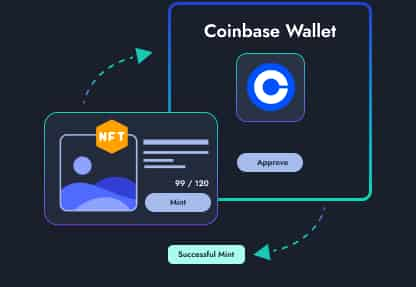 Coinbase Wallet
Approve
NFT
99 / 120
Mint
Successful Mint